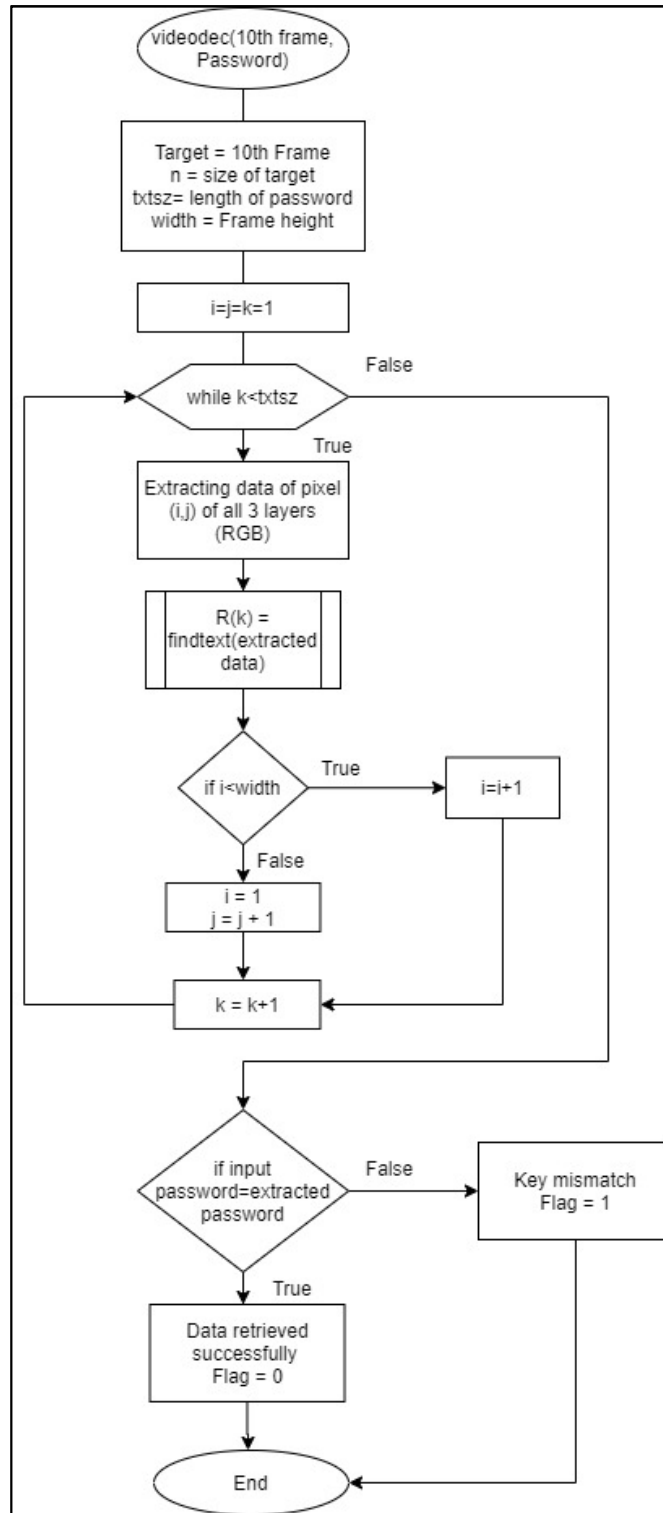 videodec(10th frame,
Password)
Target = 10th Frame
n = size of target
txtsz= length of password
width = Frame height
i=j=k=1
while k<txtsz
False
True
Extracting data of pixel
(i,j) of all 3 layers
(RGB)
R(k) =
findtext(extracted
data)
if i<width
True
i=i+1
False
i = 1
j = j + 1
k = k+1
if input
password=extracted
password
False
Key mismatch
Flag = 1
True
Data retrieved
successfully
Flag = 0
End